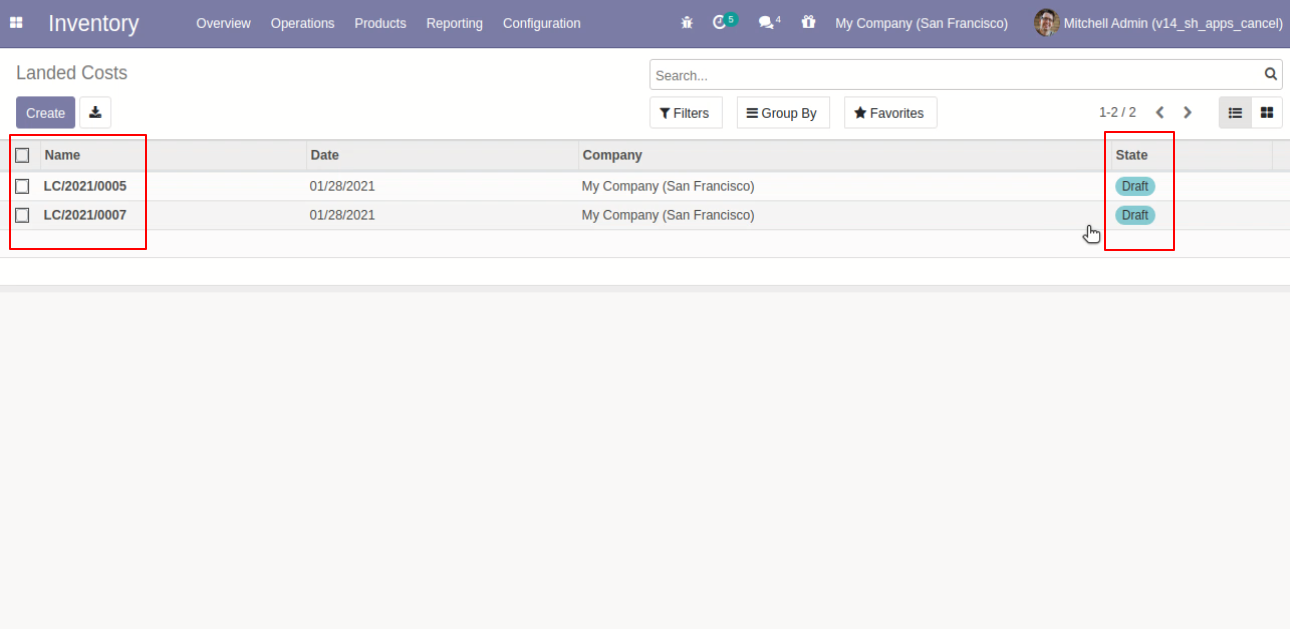 Inventory Overview Operations Products Reporting Configuration 5 4 My Company (San Francisco) Mitchell Admin (v14_sh_apps_cancel)
Landed Costs Search...
Create Filters Group By Favorites 1-2 / 2
Name Date Company State
LC/2021/0005 01/28/2021 My Company (San Francisco) Draft
LC/2021/0007 01/28/2021 My Company (San Francisco) Draft